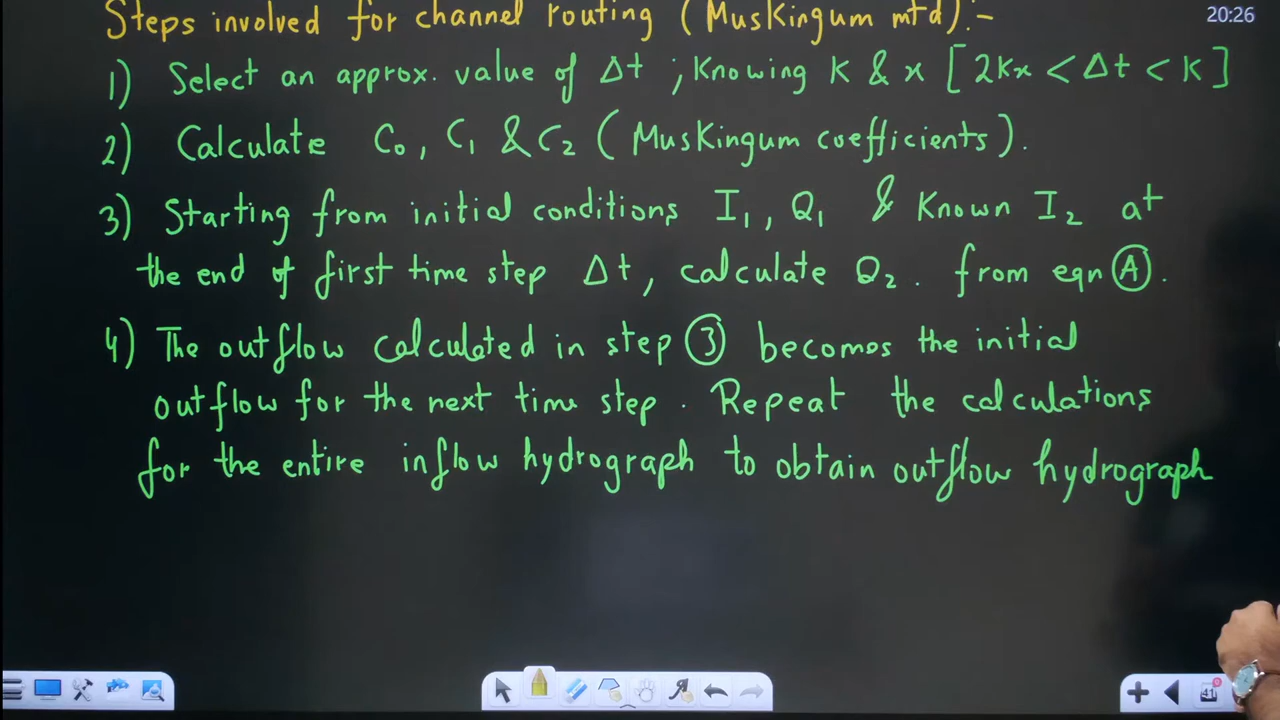 20:26
Steps involved for channel routing (Muskingum mtd):-
1) Select an approx. value of Δt ; Knowing K & x [2Kx < Δt < K]
2) Calculate C₀, C₁ & C₂ (Muskingum coefficients).
3) Starting from initial conditions I₁, Q₁ & Known I₂ at
the end of first time step Δt, calculate Q₂. from eqn Ⓐ.
4) The outflow calculated in step ③ becomes the initial
outflow for the next time step. Repeat the calculations
for the entire inflow hydrograph to obtain outflow hydrograph
41